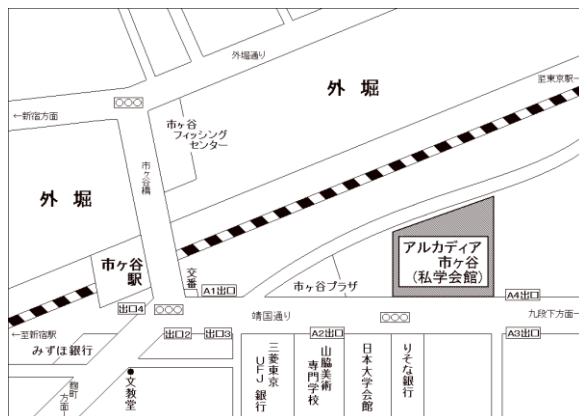 外堀通り
至東京駅→
外　堀
←新宿方面
○○○
市ヶ谷
フィッシング
センター
市ヶ谷橋
外　堀
市ヶ谷
駅
交番
A1出口
市ヶ谷プラザ
アルカディア
市ヶ谷
(私学会館)
A4出口
出口4
○○○
靖国通り
○○○
九段下方面→
←至新宿駅
出口2
出口3
A2出口
A3出口
みずほ銀行
麹町
方面
文教堂
三菱東京
UFJ 銀行
山脇美術
専門学校
日本大学会館
りそな銀行